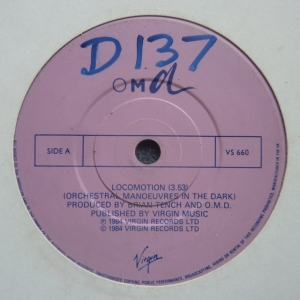 D 137
OMD
SIDE A
VS 660
LOCOMOTION (3.53)
(ORCHESTRAL MANOEUVRES IN THE DARK)
PRODUCED BY BRIAN TENCH AND O.M.D.
PUBLISHED BY VIRGIN MUSIC
℗ 1984 VIRGIN RECORDS LTD
© 1984 VIRGIN RECORDS LTD
Virgin